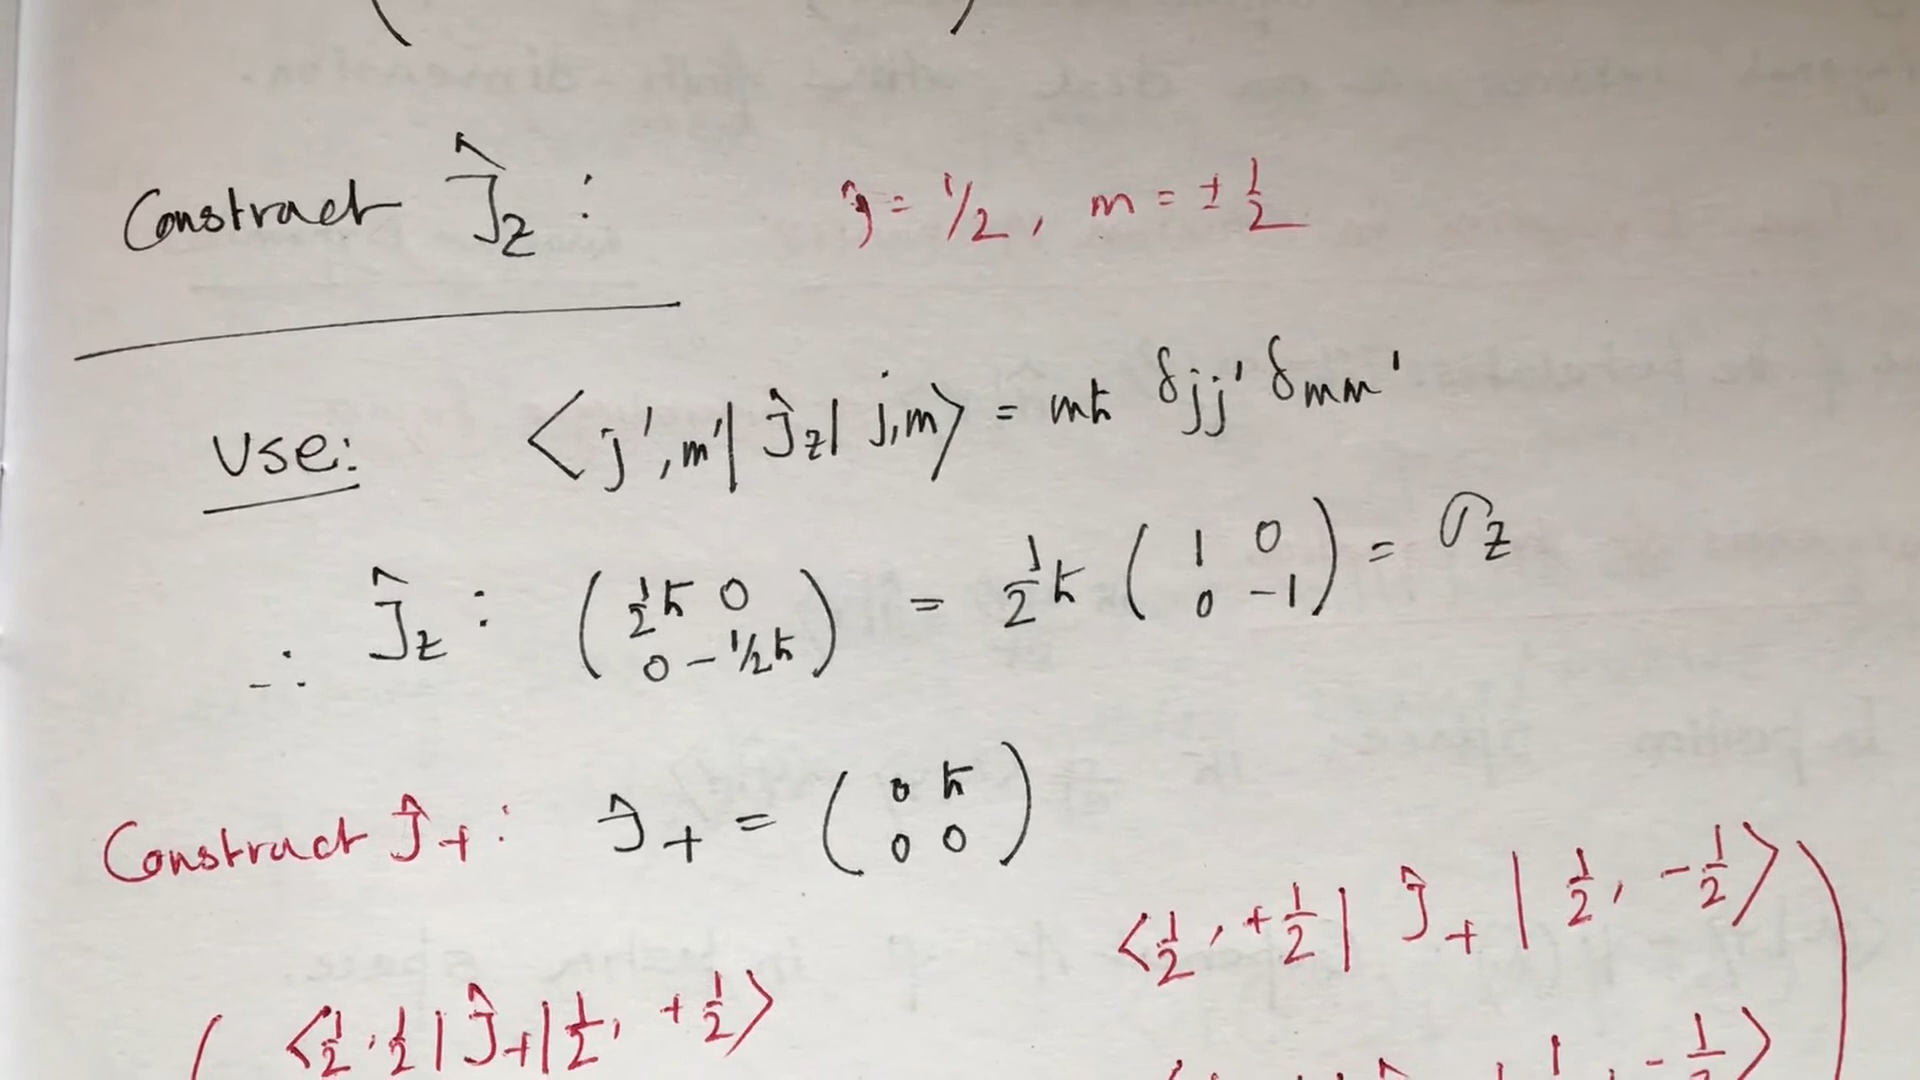 Construct Ĵz : j = 1/2, m = ± 1/2
Use: ⟨j',m'| Ĵz | j,m⟩ = mħ δjj' δmm'
∴ Ĵz : ( ½ħ 0 ; 0 -1/2ħ ) = ½ħ ( 1 0 ; 0 -1 ) = σz
Construct Ĵ+ : Ĵ+ = ( 0 ħ ; 0 0 )
⟨½, +½| Ĵ+ | ½, -½⟩ )
( ⟨½, ½| Ĵ+ | ½, +½⟩